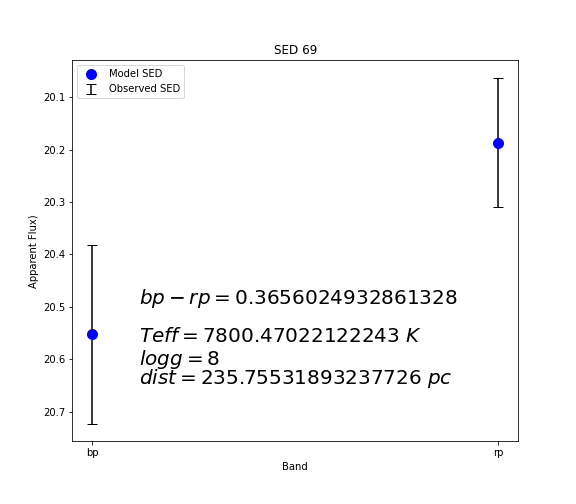 SED 69
Model SED
Observed SED
20.1
20.2
20.3
20.4
20.5
20.6
20.7
Apparent Flux)
bp − rp = 0.3656024932861328
Teff = 7800.47022122243 K
logg = 8
dist = 235.75531893237726 pc
bp
rp
Band